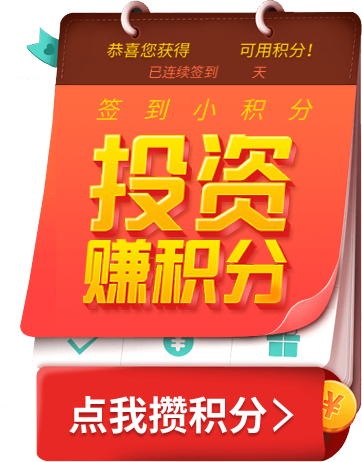 恭喜您获得 可用积分！
已连续签到 天
签到小积分
投资
赚积分
¥
¥
点我攒积分>